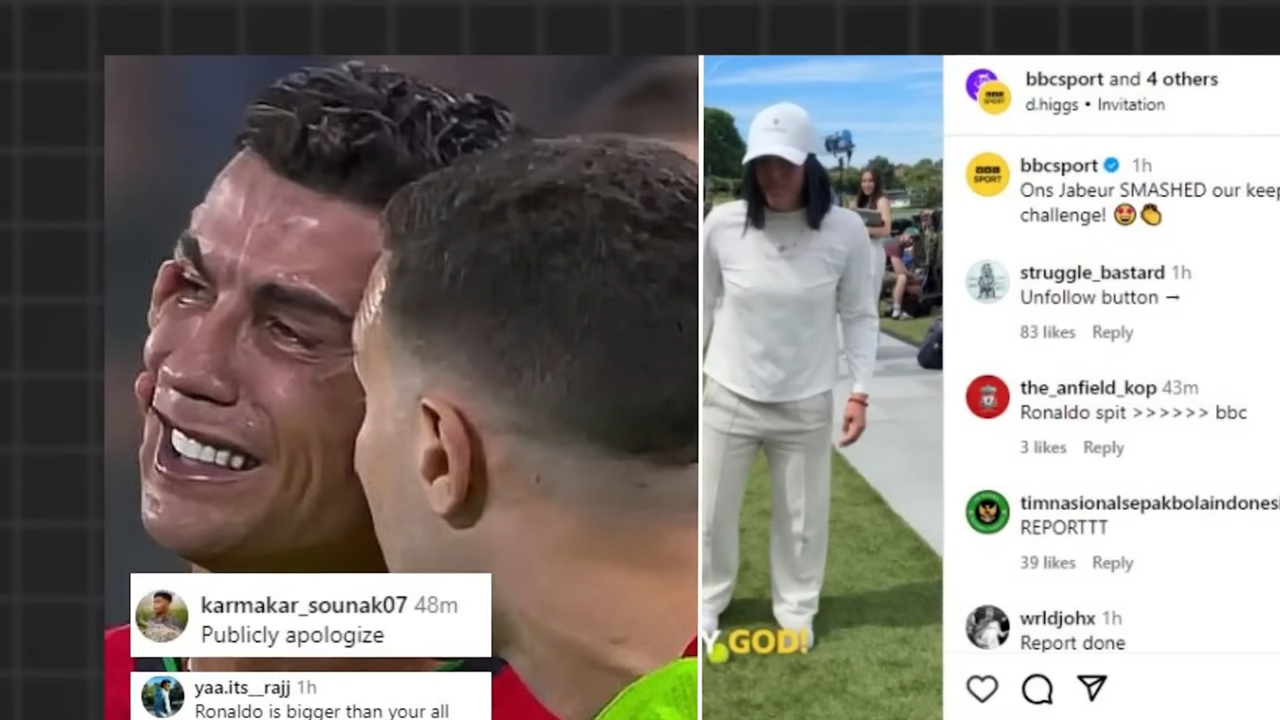 karmakar_sounak07 48m
Publicly apologize
yaa.its__rajj 1h
Ronaldo is bigger than your all
GOD!
bbcsport and 4 others
d.higgs • Invitation
bbcsport 1h
Ons Jabeur SMASHED our keep
challenge! 😍👏
struggle_bastard 1h
Unfollow button →
83 likes Reply
the_anfield_kop 43m
Ronaldo spit >>>>>> bbc
3 likes Reply
timnasionalsepakbolaindonesi
REPORTTT
39 likes Reply
wrldjohx 1h
Report done